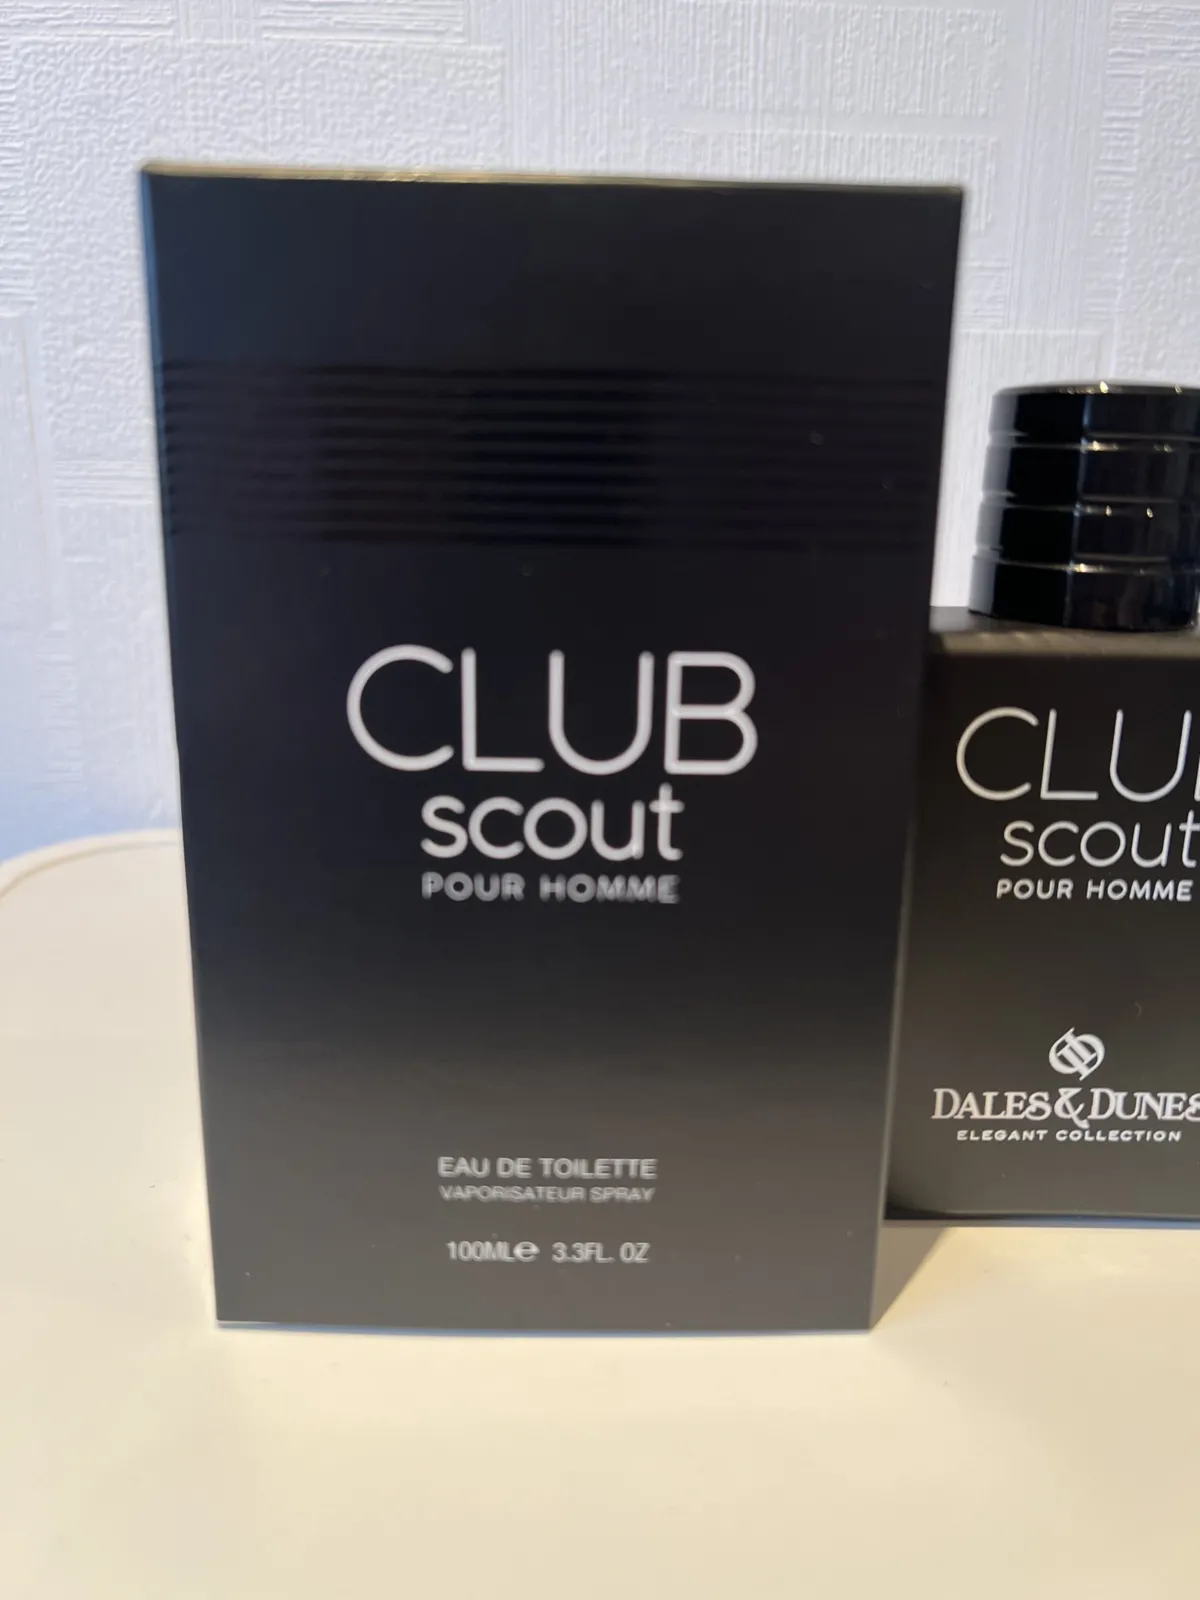 CLUB
scout
POUR HOMME
EAU DE TOILETTE
VAPORISATEUR SPRAY
100MLe 3.3FL. OZ
CLUB
scout
POUR HOMME
DALES & DUNES
ELEGANT COLLECTION